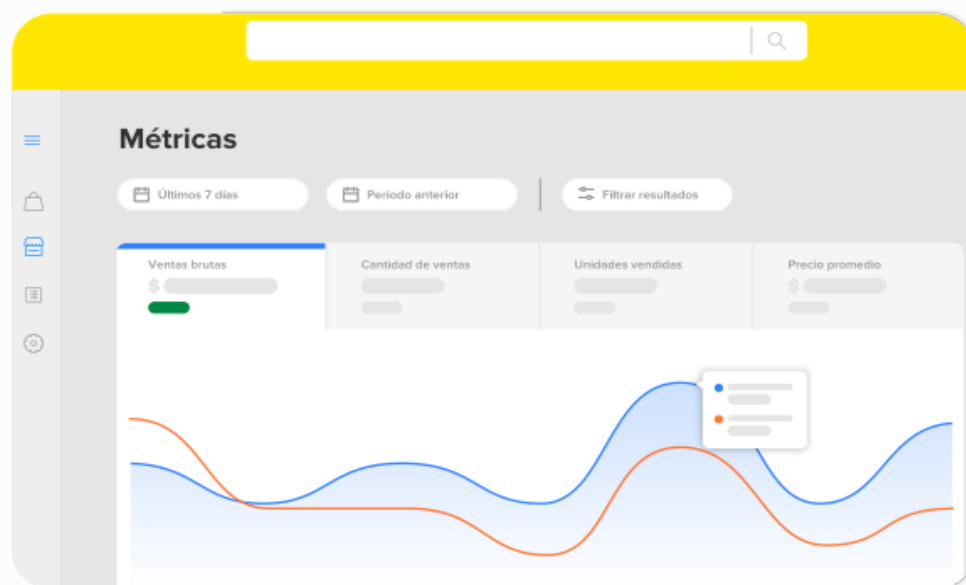 Métricas
Últimos 7 días
Período anterior
Filtrar resultados
Ventas brutas
Cantidad de ventas
Unidades vendidas
Precio promedio
$
$